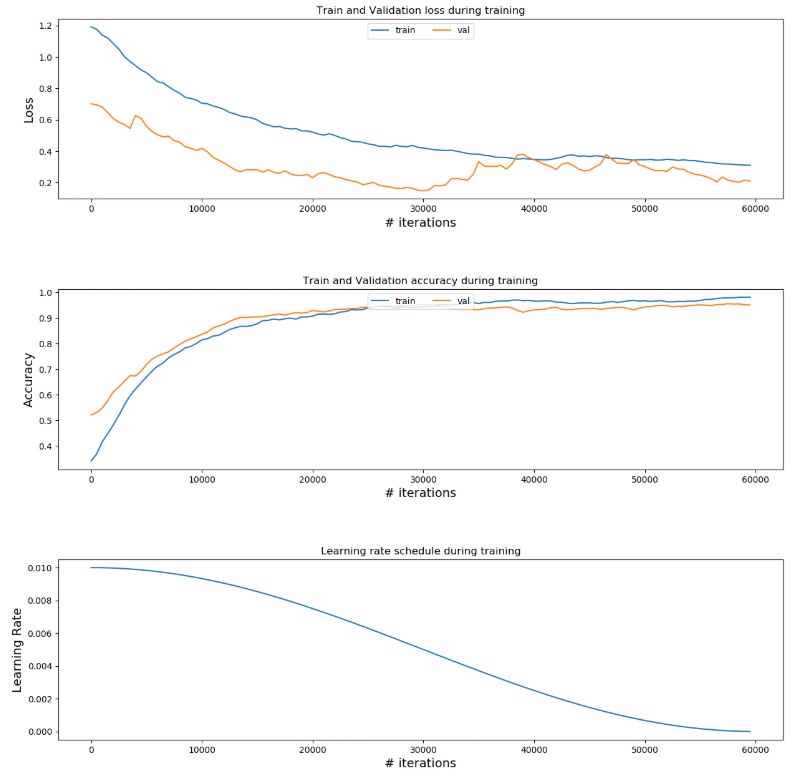 Train and Validation loss during training
train val
1.2
1.0
0.8
0.6
0.4
0.2
Loss
0 10000 20000 30000 40000 50000 60000
# iterations
Train and Validation accuracy during training
train val
1.0
0.9
0.8
0.7
0.6
0.5
0.4
Accuracy
0 10000 20000 30000 40000 50000 60000
# iterations
Learning rate schedule during training
0.010
0.008
0.006
0.004
0.002
0.000
Learning Rate
0 10000 20000 30000 40000 50000 60000
# iterations